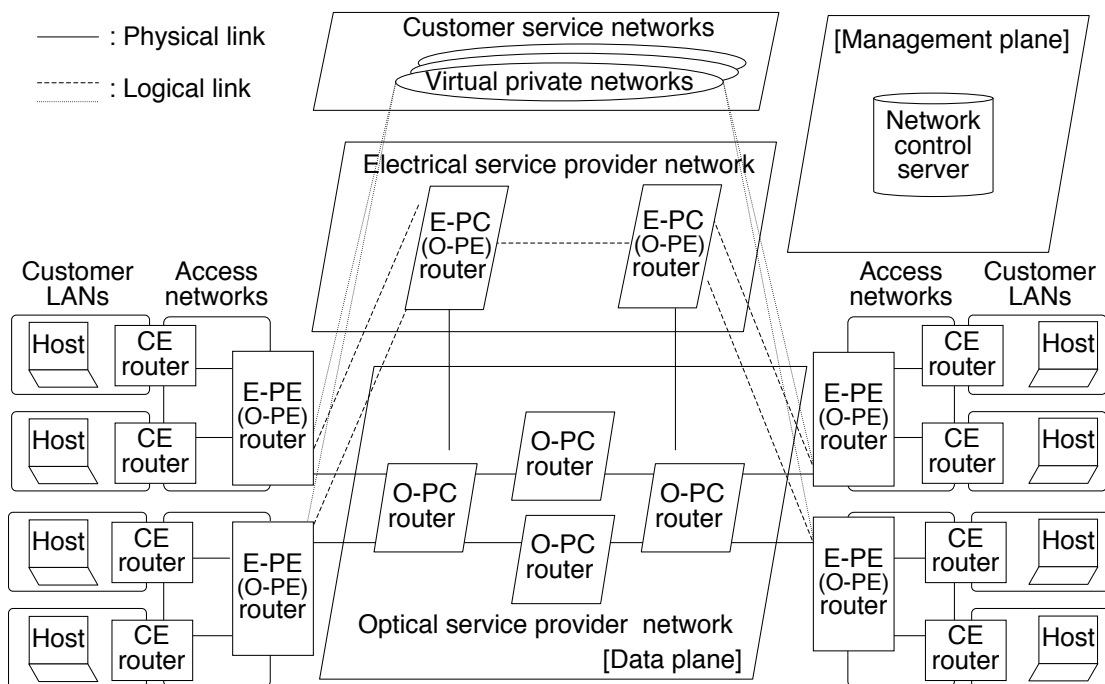 : Physical link
: Logical link
Customer service networks
Virtual private networks
[Management plane]
Network
control
server
Electrical service provider network
E-PC
(O-PE)
router
E-PC
(O-PE)
router
Customer
LANs
Access
networks
Access
networks
Customer
LANs
Host
CE
router
E-PE
(O-PE)
router
Host
CE
router
Host
CE
router
E-PE
(O-PE)
router
Host
CE
router
O-PC
router
O-PC
router
O-PC
router
O-PC
router
Optical service provider network
[Data plane]
E-PE
(O-PE)
router
CE
router
Host
CE
router
Host
E-PE
(O-PE)
router
CE
router
Host
CE
router
Host